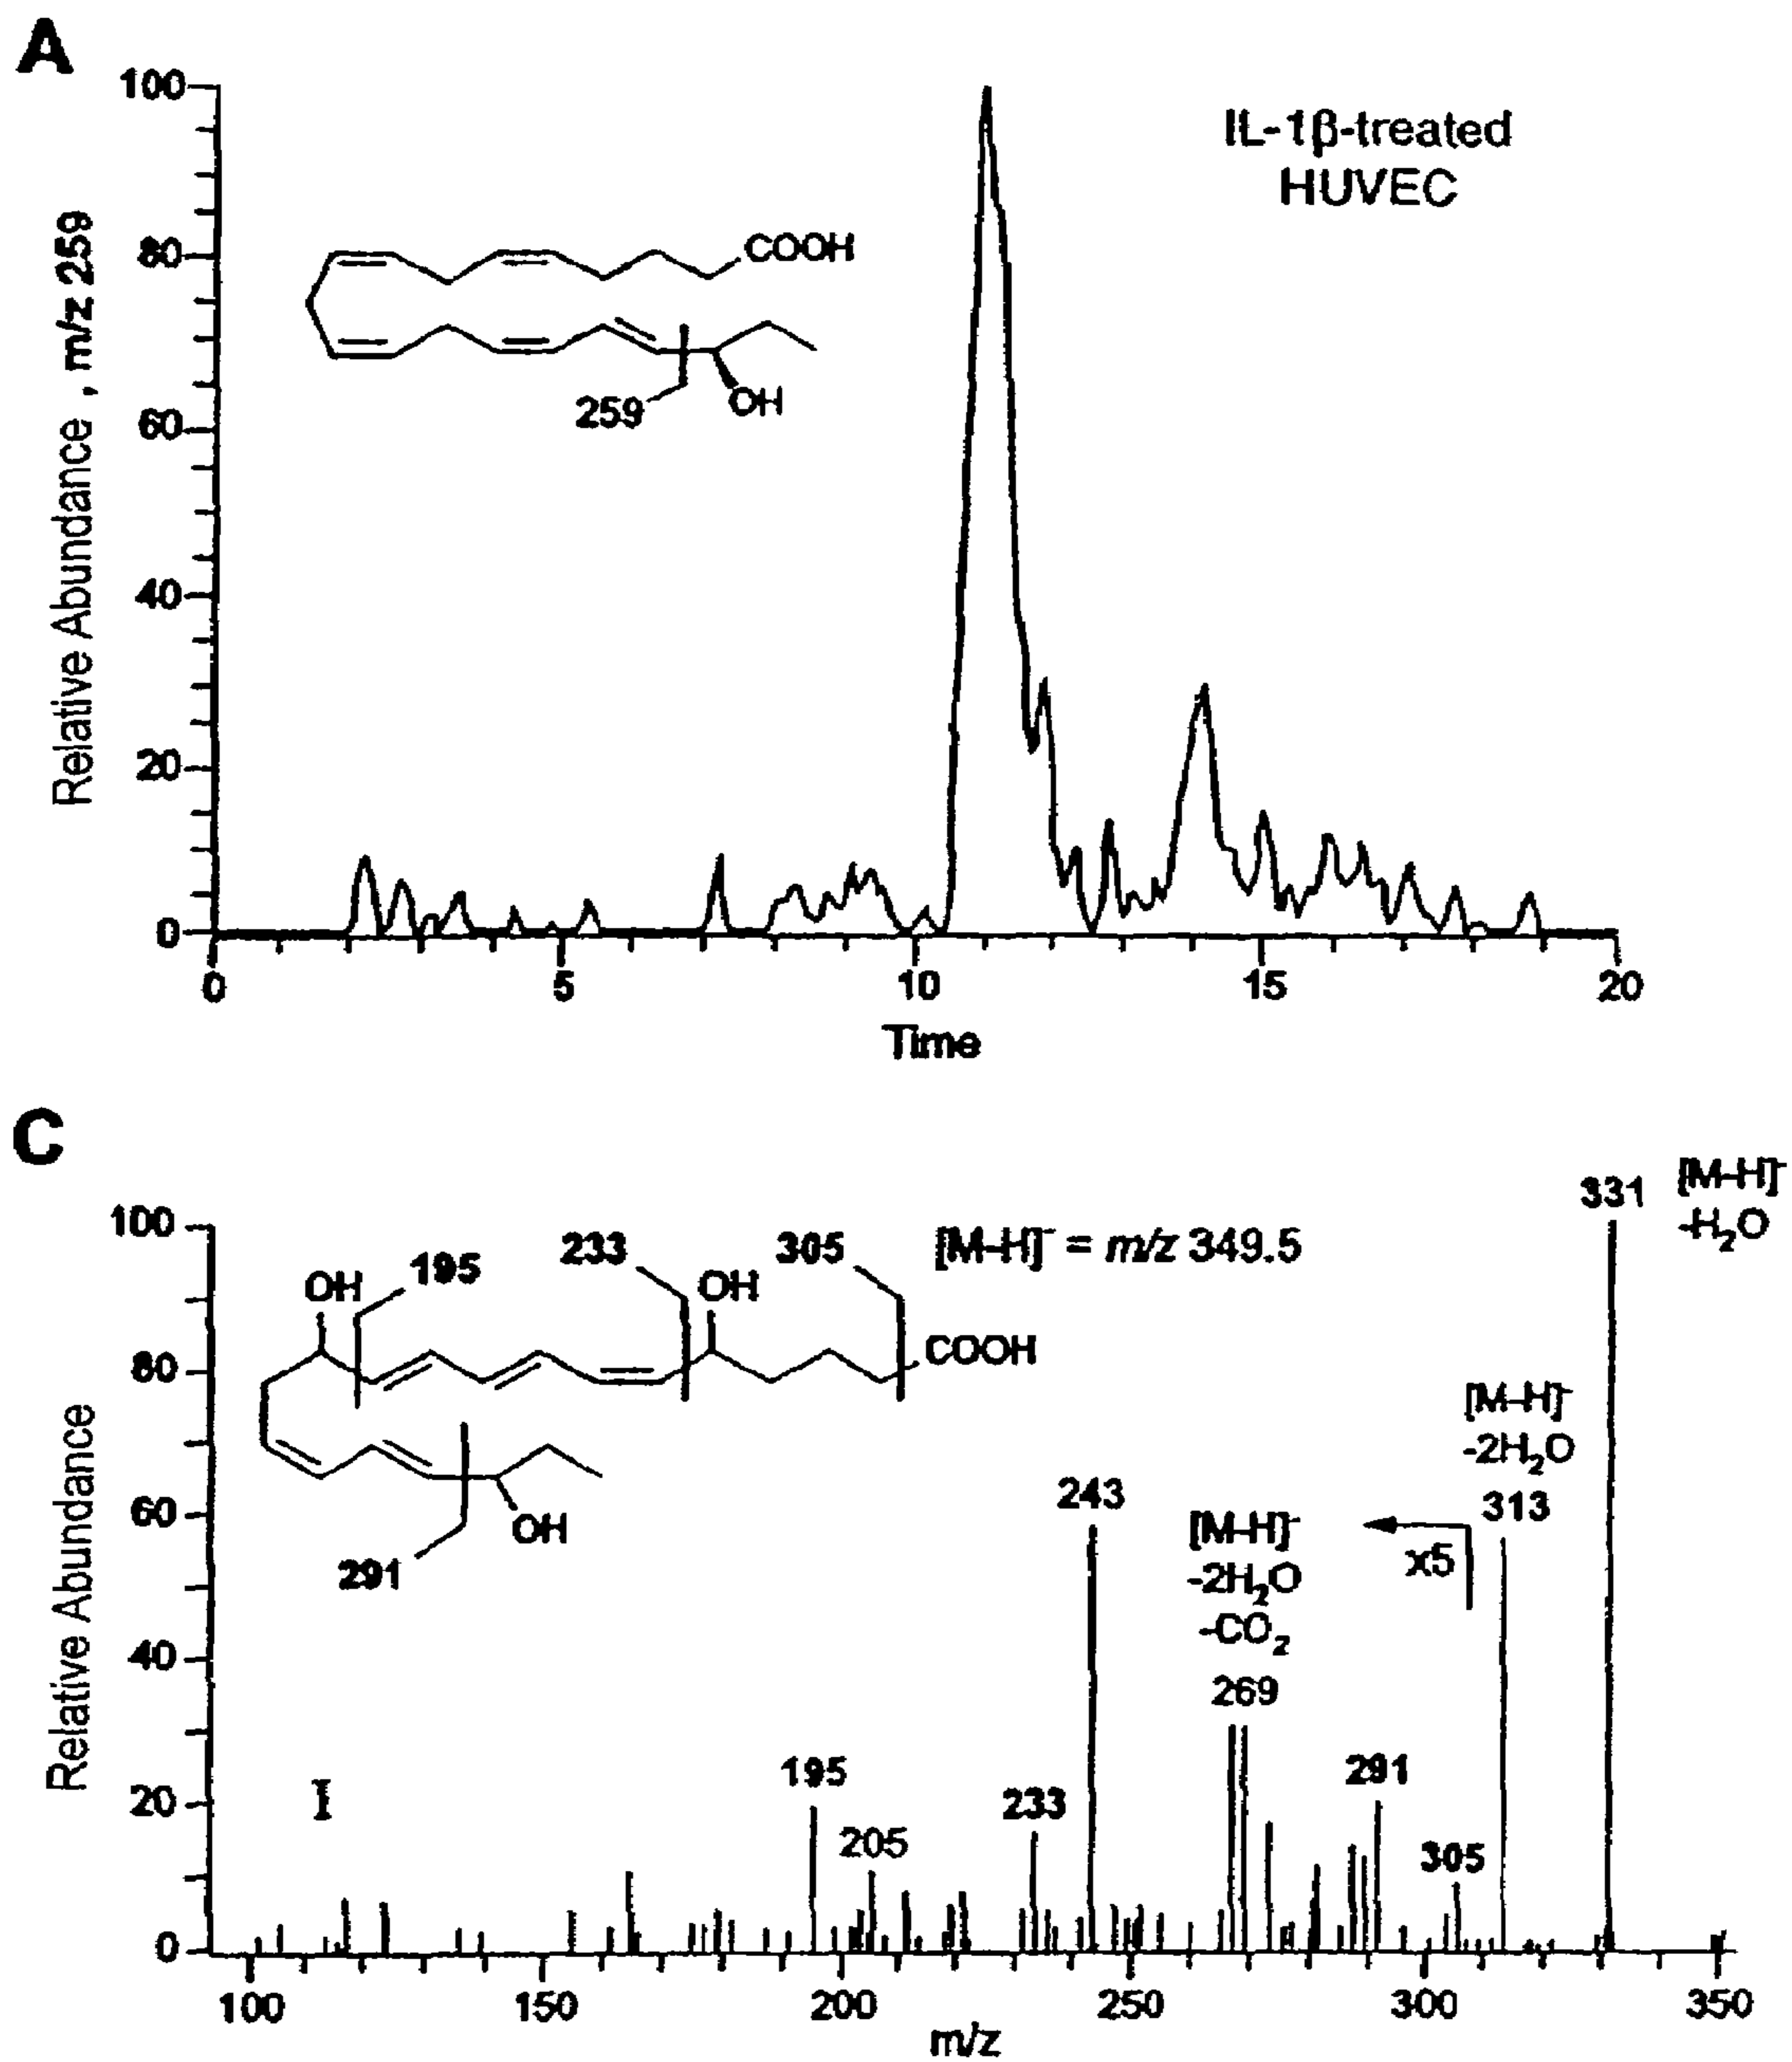 A
IL-1β-treated
HUVEC
Relative Abundance , m/z 259
100
80
60
40
20
0
COOH
OH
259
0 5 10 15 20
Time
C
Relative Abundance
100
80
60
40
20
0
[M-H]⁻ = m/z 349.5
OH
195
233
OH
305
COOH
OH
291
331
[M-H]⁻
-H₂O
[M-H]⁻
-2H₂O
313
x5
243
[M-H]⁻
-2H₂O
-CO₂
269
195
205
233
291
305
I
100 150 200 250 300 350
m/z